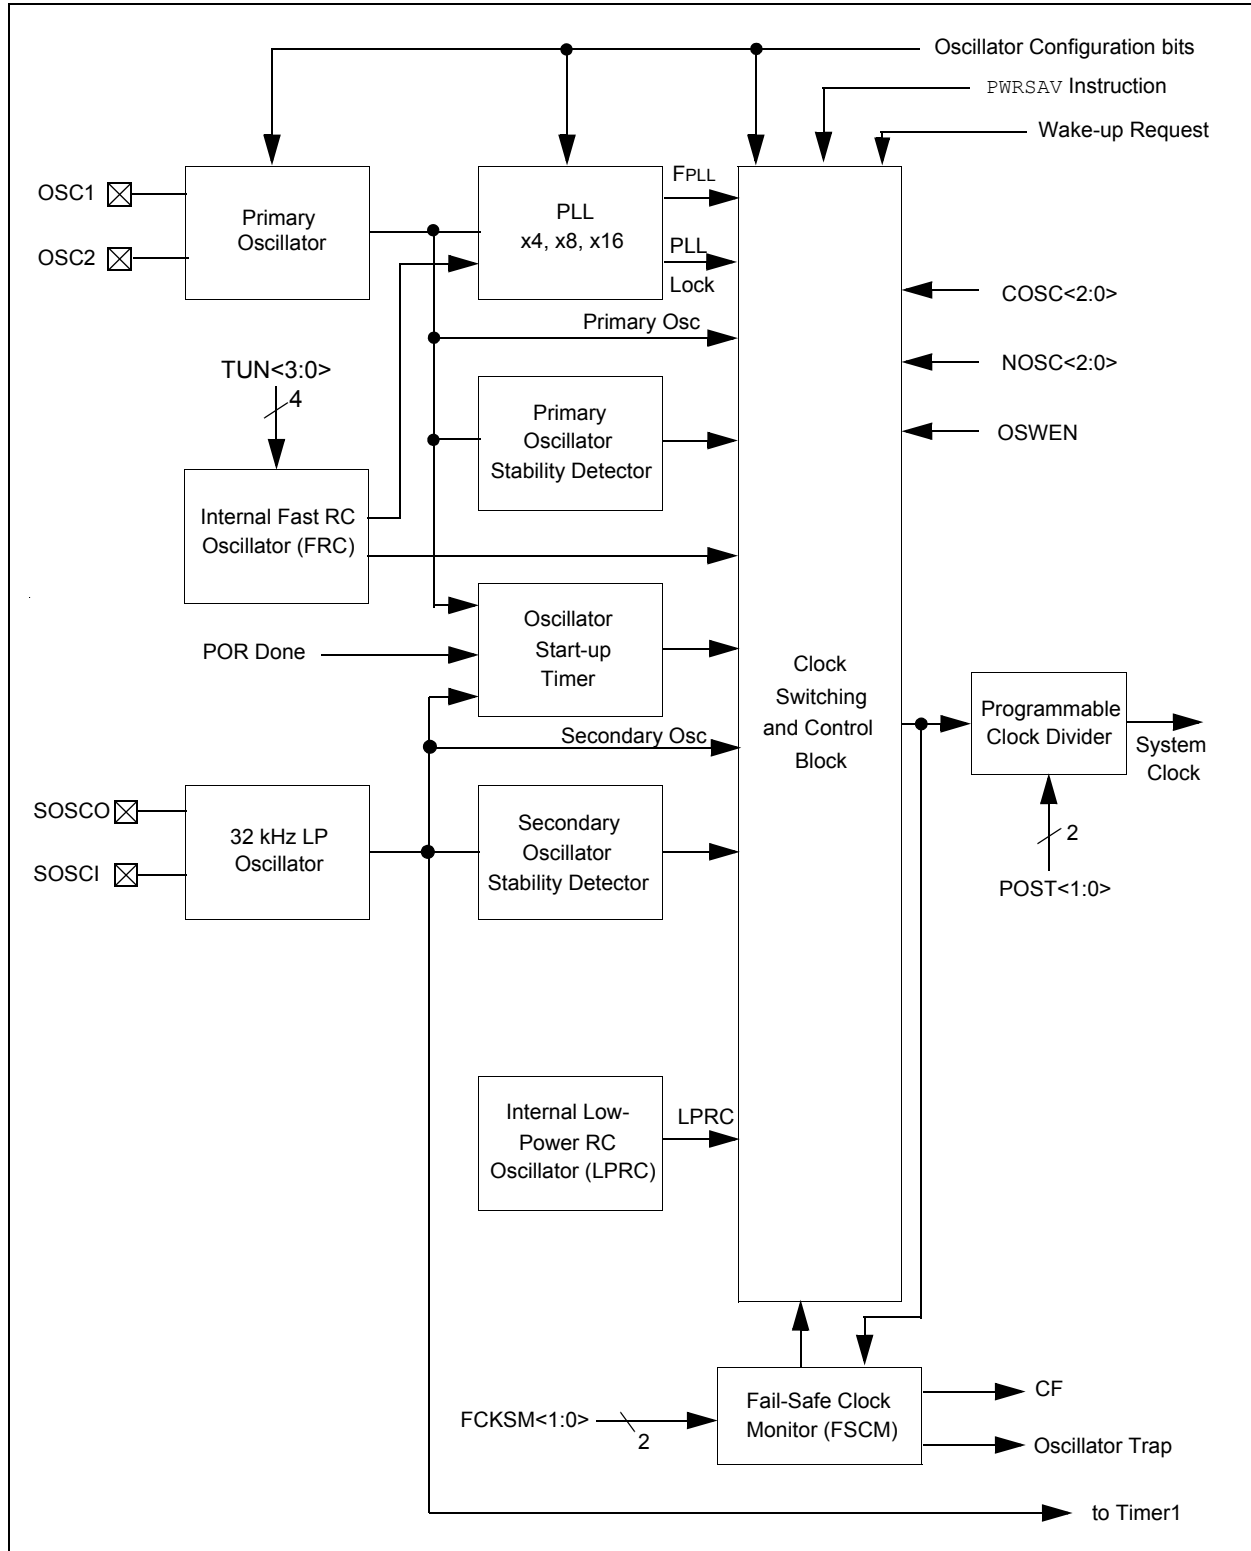 Oscillator Configuration bits
PWRSAV Instruction
Wake-up Request
OSC1
OSC2
Primary
Oscillator
PLL
x4, x8, x16
FPLL
PLL
Lock
COSC<2:0>
Primary Osc
NOSC<2:0>
TUN<3:0>
4
Primary
Oscillator
Stability Detector
OSWEN
Internal Fast RC
Oscillator (FRC)
Oscillator
Start-up
Timer
POR Done
Clock
Switching
and Control
Block
Programmable
Clock Divider
System
Clock
Secondary Osc
SOSCO
SOSCI
32 kHz LP
Oscillator
Secondary
Oscillator
Stability Detector
2
POST<1:0>
Internal Low-
Power RC
Oscillator (LPRC)
LPRC
FCKSM<1:0>
2
Fail-Safe Clock
Monitor (FSCM)
CF
Oscillator Trap
to Timer1